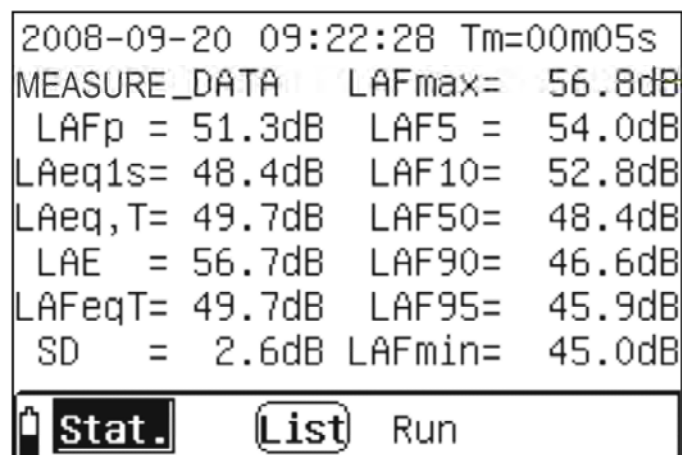 2008-09-20 09:22:28 Tm=00m05s
MEASURE_DATA LAFmax= 56.8dB
LAFp = 51.3dB LAF5 = 54.0dB
LAeq1s= 48.4dB LAF10= 52.8dB
LAeq,T= 49.7dB LAF50= 48.4dB
LAE = 56.7dB LAF90= 46.6dB
LAFeqT= 49.7dB LAF95= 45.9dB
SD = 2.6dB LAFmin= 45.0dB
Stat. List Run